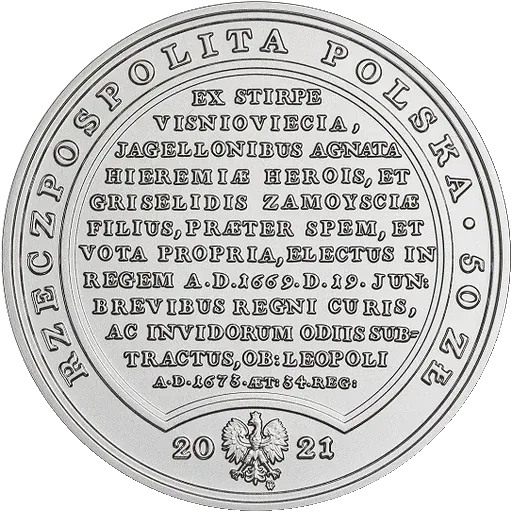 RZECZPOSPOLITA POLSKA · 50 ZŁ
EX STIRPE
VISNIOVIECIA,
JAGELLONIBUS AGNATA
HIEREMIÆ HEROIS, ET
GRISELIDIS ZAMOYSCIÆ
FILIUS, PRÆTER SPEM, ET
VOTA PROPRIA, ELECTUS IN
REGEM A.D.1669.D.19.JUN:
BREVIBUS REGNI CURIS,
AC INVIDORUM ODIIS SUB-
TRACTUS, OB: LEOPOLI
A.D.1673.ÆT:34.REG:
20 21